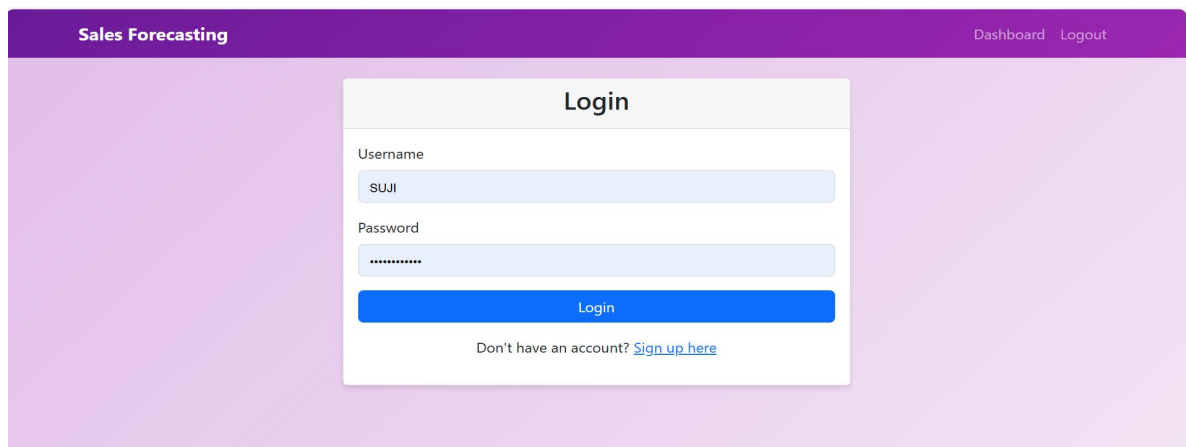 Sales Forecasting Dashboard Logout
Login
Username
SUJI
Password
••••••••••••
Login
Don't have an account? Sign up here